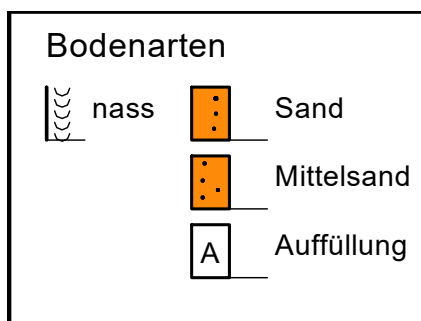 Bodenarten
nass Sand
Mittelsand
A Auffüllung